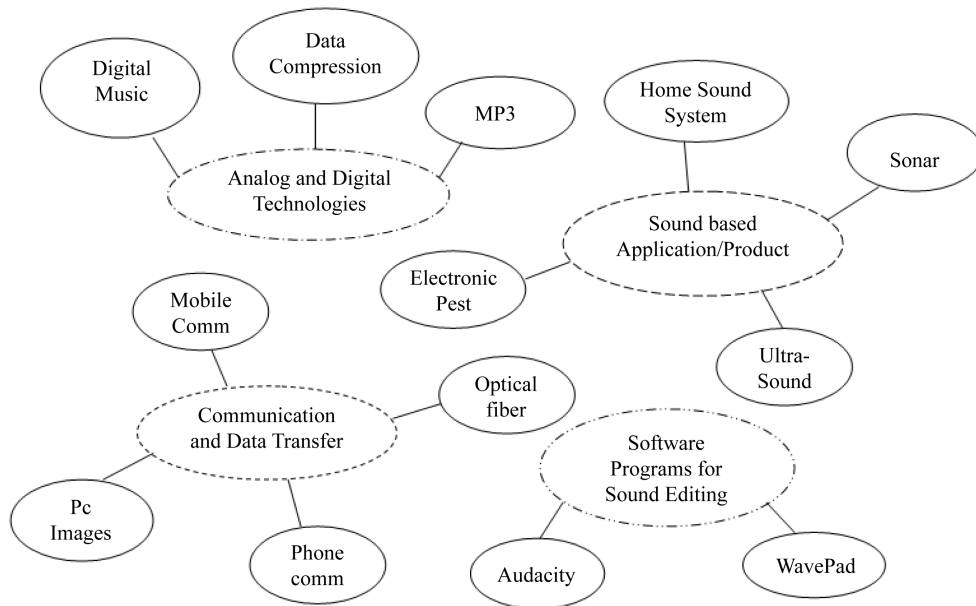 Digital
Music
Data
Compression
MP3
Analog and Digital
Technologies
Home Sound
System
Sonar
Sound based
Application/Product
Electronic
Pest
Ultra-
Sound
Mobile
Comm
Optical
fiber
Communication
and Data Transfer
Pc
Images
Phone
comm
Software
Programs for
Sound Editing
Audacity
WavePad